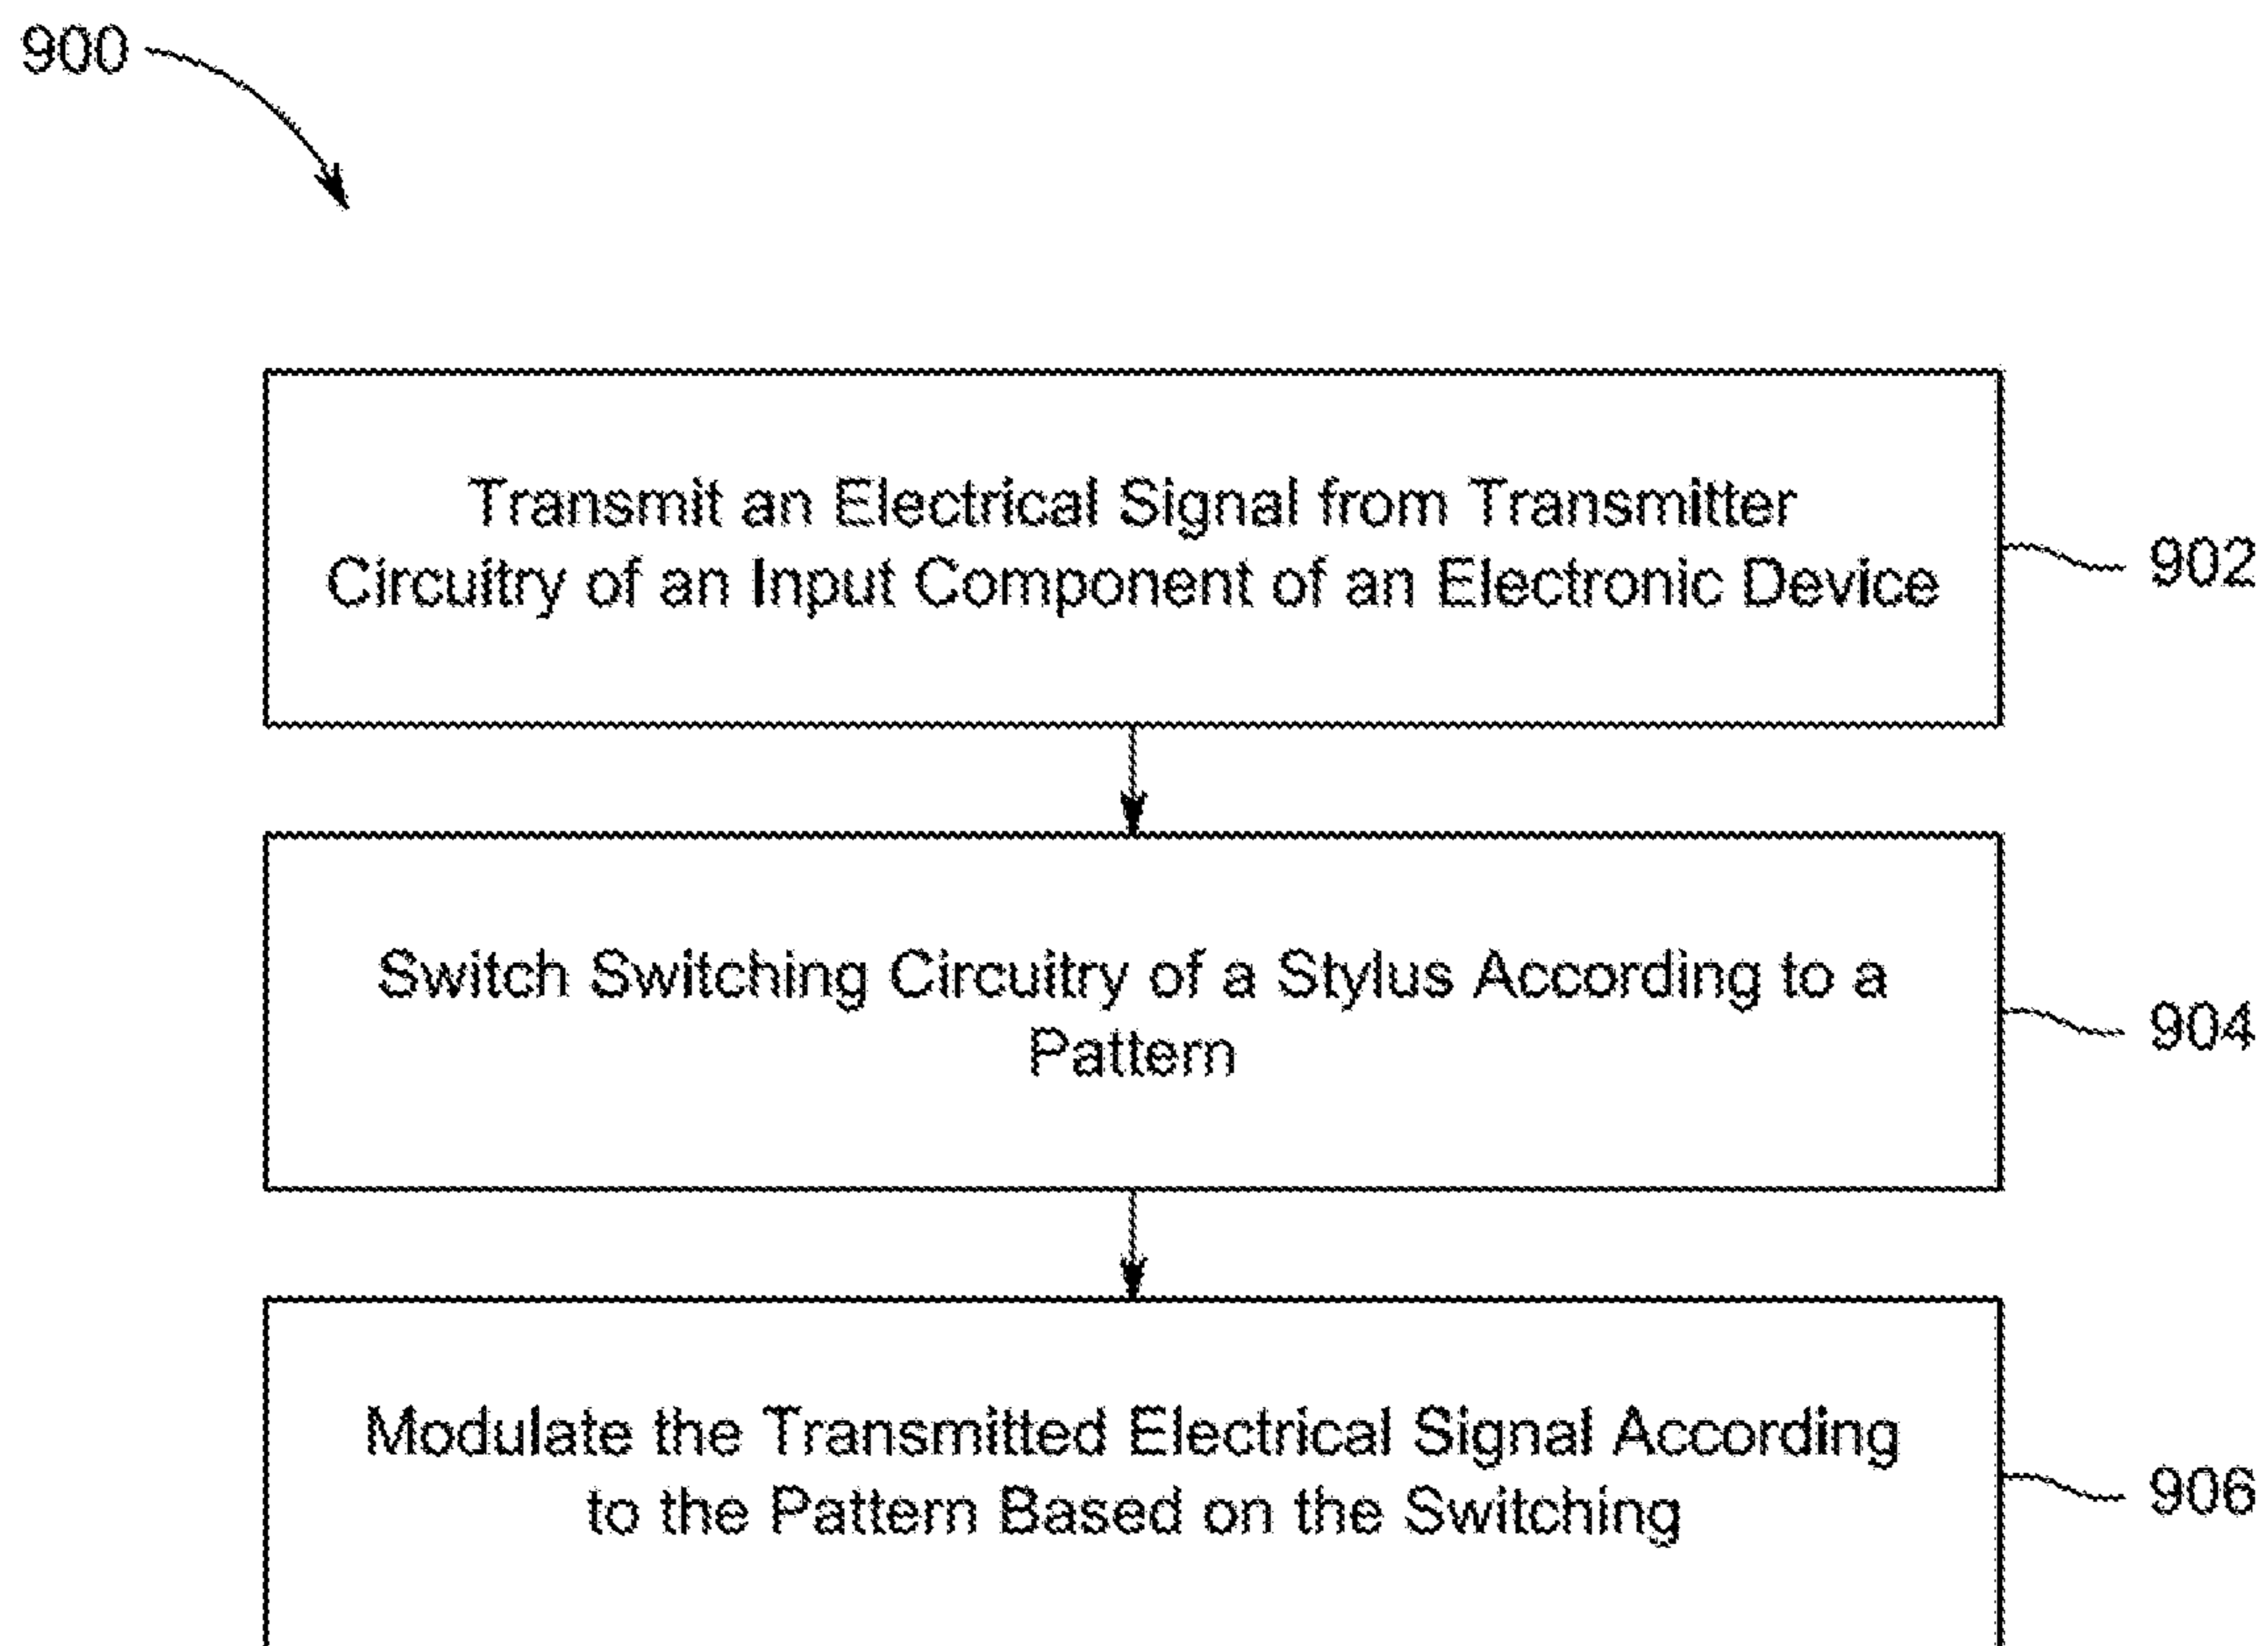 900
Transmit an Electrical Signal from Transmitter
Circuitry of an Input Component of an Electronic Device
902
Switch Switching Circuitry of a Stylus According to a
Pattern
904
Modulate the Transmitted Electrical Signal According
to the Pattern Based on the Switching
906